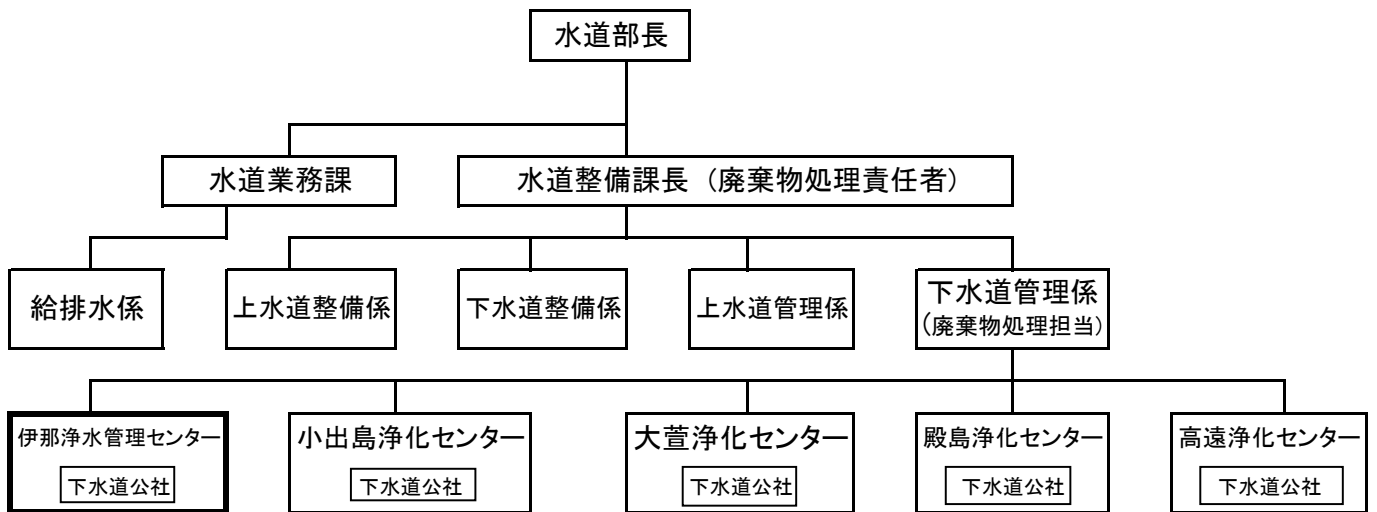 水道部長
水道業務課
水道整備課長（廃棄物処理責任者）
給排水係
上水道整備係
下水道整備係
上水道管理係
下水道管理係
（廃棄物処理担当）
伊那浄水管理センター
下水道公社
小出島浄化センター
下水道公社
大萱浄化センター
下水道公社
殿島浄化センター
下水道公社
高遠浄化センター
下水道公社